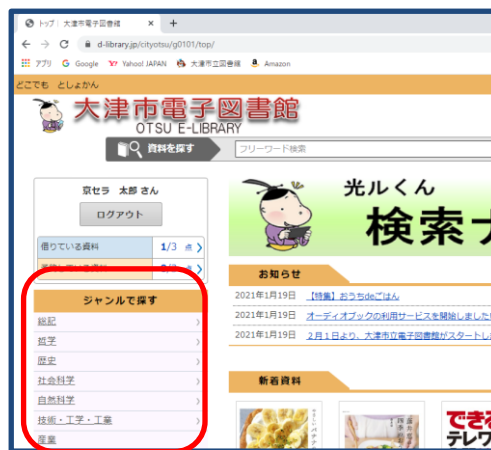 トップ | 大津市電子図書館
d-library.jp/cityotsu/g0101/top/
アプリ Google Yahoo! JAPAN 大津市立図書館 Amazon
どこでも としょかん
大津市電子図書館
OTSU E-LIBRARY
資料を探す フリーワード検索
京セラ 太郎 さん
ログアウト
借りている資料 1/3 点
ジャンルで探す
総記
哲学
歴史
社会科学
自然科学
技術・工学・工業
産業
光ルくん
検索ナ
お知らせ
2021年1月19日 【特集】おうちdeごはん
2021年1月19日 オーディオブックの利用サービスを開始しました
2021年1月19日 2月1日より、大津市立電子図書館がスタートし
新着資料
できる
テレワ